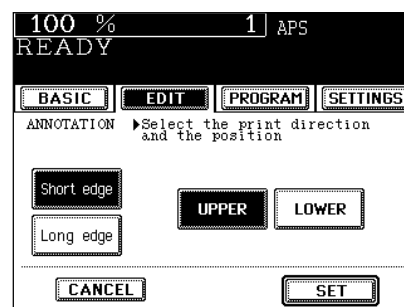 100 % 1 APS
READY
BASIC EDIT PROGRAM SETTINGS
ANNOTATION ▶Select the print direction
and the position
Short edge
UPPER LOWER
Long edge
CANCEL SET